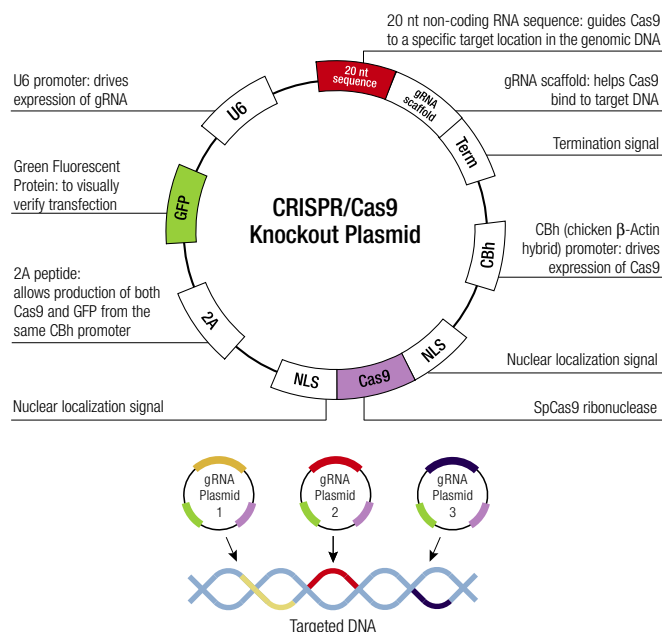 20 nt non-coding RNA sequence: guides Cas9
to a specific target location in the genomic DNA
U6 promoter: drives
expression of gRNA
gRNA scaffold: helps Cas9
bind to target DNA
Termination signal
Green Fluorescent
Protein: to visually
verify transfection
CBh (chicken β-Actin
hybrid) promoter: drives
expression of Cas9
2A peptide:
allows production of both
Cas9 and GFP from the
same CBh promoter
Nuclear localization signal
Nuclear localization signal
SpCas9 ribonuclease
CRISPR/Cas9
Knockout Plasmid
20 nt
sequence
gRNA
scaffold
Term
CBh
NLS
Cas9
NLS
2A
GFP
U6
gRNA
Plasmid
1
gRNA
Plasmid
2
gRNA
Plasmid
3
Targeted DNA